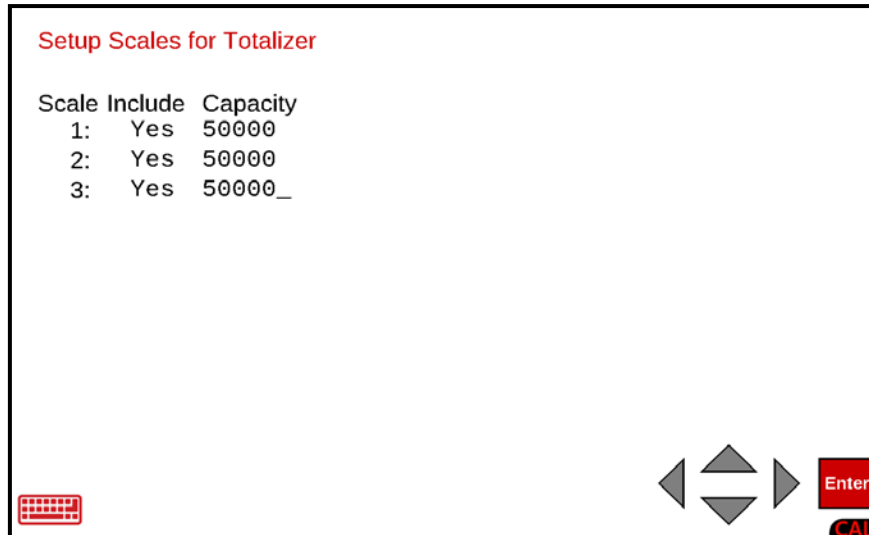 Setup Scales for Totalizer
Scale Include Capacity
1: Yes 50000
2: Yes 50000
3: Yes 50000_
Enter